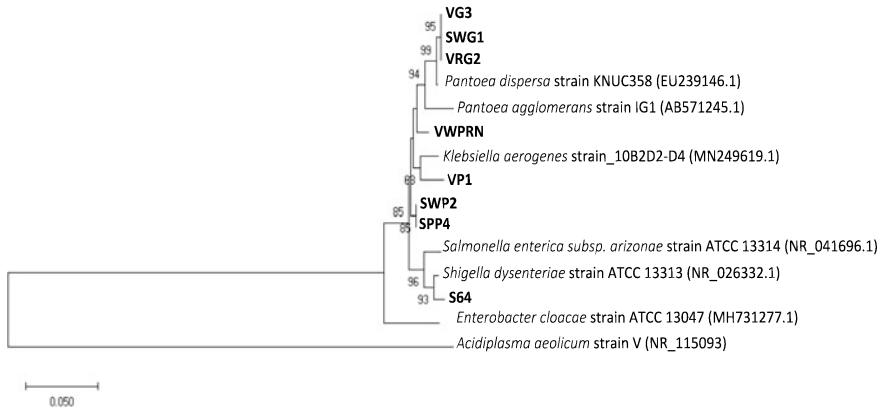 VG3
95
SWG1
99
VRG2
94
Pantoea dispersa strain KNUC358 (EU239146.1)
Pantoea agglomerans strain IG1 (AB571245.1)
VWPRN
Klebsiella aerogenes strain_10B2D2-D4 (MN249619.1)
VP1
SWP2
85
SPP4
85
Salmonella enterica subsp. arizonae strain ATCC 13314 (NR_041696.1)
Shigella dysenteriae strain ATCC 13313 (NR_026332.1)
96
93
S64
Enterobacter cloacae strain ATCC 13047 (MH731277.1)
Acidiplasma aeolicum strain V (NR_115093)
0.050